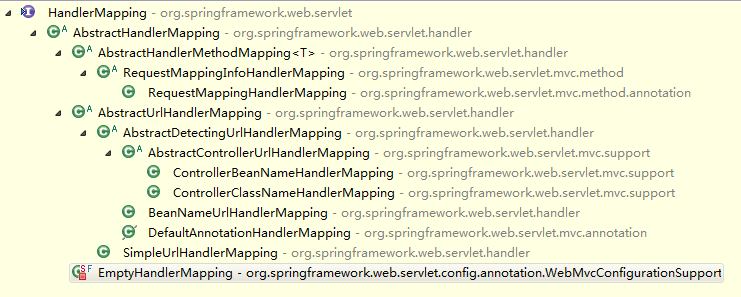 HandlerMapping - org.springframework.web.servlet
AbstractHandlerMapping - org.springframework.web.servlet.handler
AbstractHandlerMethodMapping<T> - org.springframework.web.servlet.handler
RequestMappingInfoHandlerMapping - org.springframework.web.servlet.mvc.method
RequestMappingHandlerMapping - org.springframework.web.servlet.mvc.method.annotation
AbstractUrlHandlerMapping - org.springframework.web.servlet.handler
AbstractDetectingUrlHandlerMapping - org.springframework.web.servlet.handler
AbstractControllerUrlHandlerMapping - org.springframework.web.servlet.mvc.support
ControllerBeanNameHandlerMapping - org.springframework.web.servlet.mvc.support
ControllerClassNameHandlerMapping - org.springframework.web.servlet.mvc.support
BeanNameUrlHandlerMapping - org.springframework.web.servlet.handler
DefaultAnnotationHandlerMapping - org.springframework.web.servlet.mvc.annotation
SimpleUrlHandlerMapping - org.springframework.web.servlet.handler
EmptyHandlerMapping - org.springframework.web.servlet.config.annotation.WebMvcConfigurationSupport